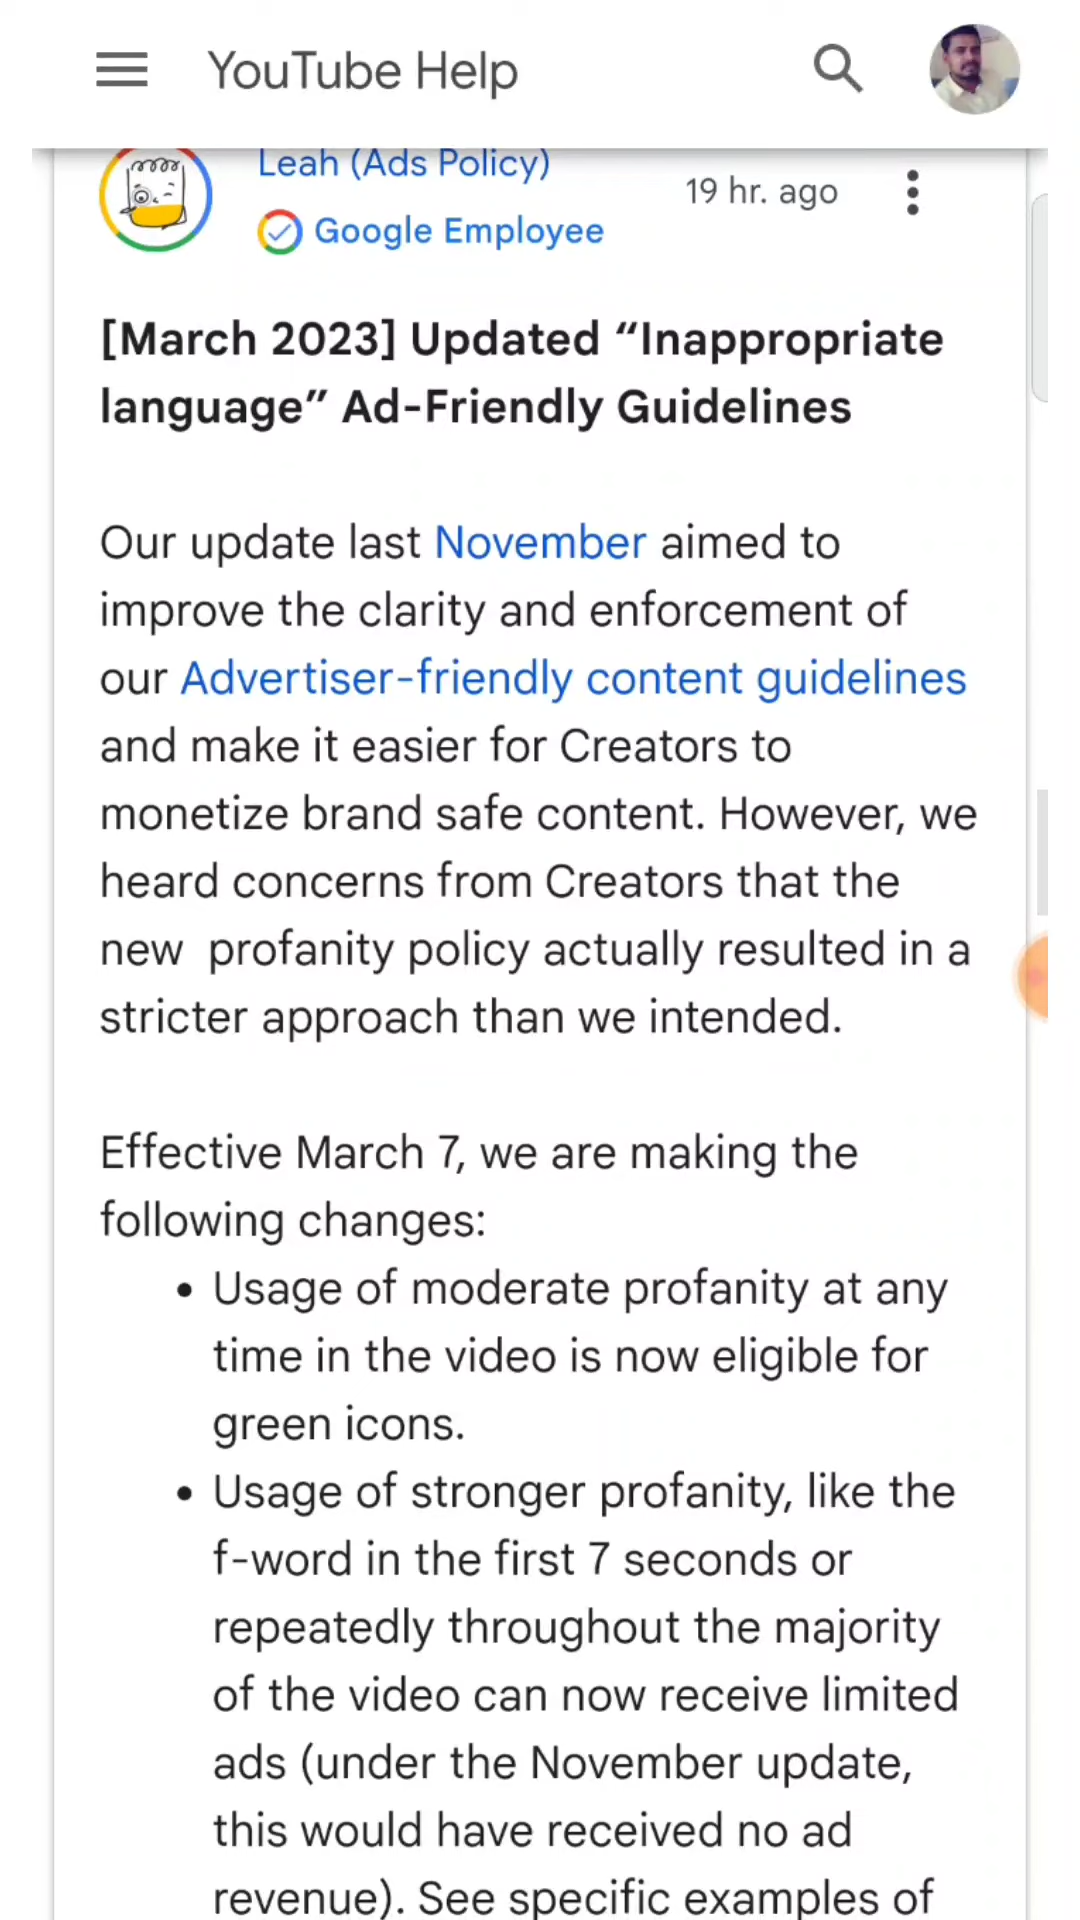 YouTube Help
Leah (Ads Policy)
19 hr. ago
Google Employee
[March 2023] Updated “Inappropriate
language” Ad-Friendly Guidelines
Our update last November aimed to
improve the clarity and enforcement of
our Advertiser-friendly content guidelines
and make it easier for Creators to
monetize brand safe content. However, we
heard concerns from Creators that the
new  profanity policy actually resulted in a
stricter approach than we intended.
Effective March 7, we are making the
following changes:
• Usage of moderate profanity at any
time in the video is now eligible for
green icons.
• Usage of stronger profanity, like the
f-word in the first 7 seconds or
repeatedly throughout the majority
of the video can now receive limited
ads (under the November update,
this would have received no ad
revenue). See specific examples of